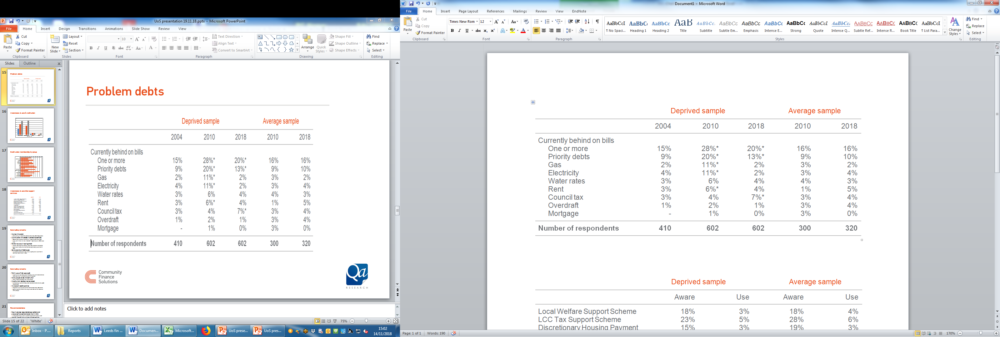 UoS presentation 19.11.18.pptx - Microsoft PowerPoint
File Home Insert Design Transitions Animations Slide Show Review View
Paste Cut Copy Format Painter
New Slide Layout Reset Section
10
Text Direction Align Text Convert to SmartArt
Arrange Quick Styles Shape Fill Shape Outline Shape Effects
Find Replace Select
Clipboard Slides Font Paragraph Drawing Editing
Slides Outline
15 Problem debts
16 Awareness & use of credit union
17 Credit union membership by group
18
19 Concluding remarks
20 Concluding remarks
21 Recommendations
Problem debts
Deprived sample Average sample
2004 2010 2018 2010 2018
Currently behind on bills
One or more 15% 28%* 20%* 16% 16%
Priority debts 9% 20%* 13%* 9% 10%
Gas 2% 11%* 2% 3% 2%
Electricity 4% 11%* 2% 3% 4%
Water rates 3% 6% 4% 4% 3%
Rent 3% 6%* 4% 1% 5%
Council tax 3% 4% 7%* 3% 4%
Overdraft 1% 2% 1% 3% 4%
Mortgage - 1% 0% 3% 0%
Number of respondents 410 602 602 300 320
Community
Finance
Solutions
Qa
RESEARCH
Click to add notes
Slide 15 of 22 "White" 75%
Inbox - P... Reports Leeds fin ... Documen... Microsoft... UoS prese... UoS pres...
15:02
14/11/2018
Document1 - Microsoft Word
File Home Insert Page Layout References Mailings Review View EndNote
Paste Cut Copy Format Painter
Times New Rom 12
AaBbCcI AaBbC AaBbCc AaB AaBbCc. AaBbCc AaBbCc AaBbCc AaBbCc AaBbCcL AaBbCcL AABBCC AABBCC AABBCC AaBbCcI
¶ No Spaci... Heading 1 Heading 2 Title Subtitle Subtle Em... Emphasis Intense E... Strong Quote Intense Q... Subtle Ref... Intense R... Book Title ¶ List Para...
Change Styles
Find Replace Select
Clipboard Font Paragraph Styles Editing
Deprived sample Average sample
2004 2010 2018 2010 2018
Currently behind on bills
One or more 15% 28%* 20%* 16% 16%
Priority debts 9% 20%* 13%* 9% 10%
Gas 2% 11%* 2% 3% 2%
Electricity 4% 11%* 2% 3% 4%
Water rates 3% 6% 4% 4% 3%
Rent 3% 6%* 4% 1% 5%
Council tax 3% 4% 7%* 3% 4%
Overdraft 1% 2% 1% 3% 4%
Mortgage - 1% 0% 3% 0%
Number of respondents 410 602 602 300 320
Deprived sample Average sample
Aware Use Aware Use
Local Welfare Support Scheme 18% 3% 18% 4%
LCC Tax Support Scheme 23% 5% 28% 6%
Discretionary Housing Payment 15% 3% 19% 3%
Page: 1 of 1 Words: 190 170%